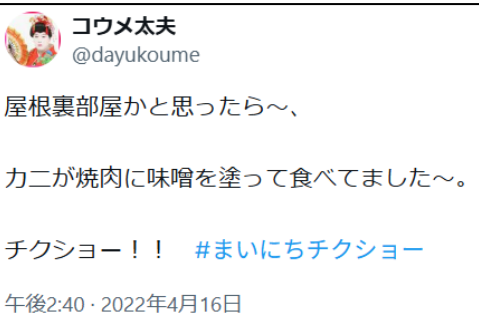 コウメ太夫
@dayukoume
屋根裏部屋かと思ったら〜、
カニが焼肉に味噌を塗って食べてました〜。
チクショー！！　#まいにちチクショー
午後2:40 · 2022年4月16日